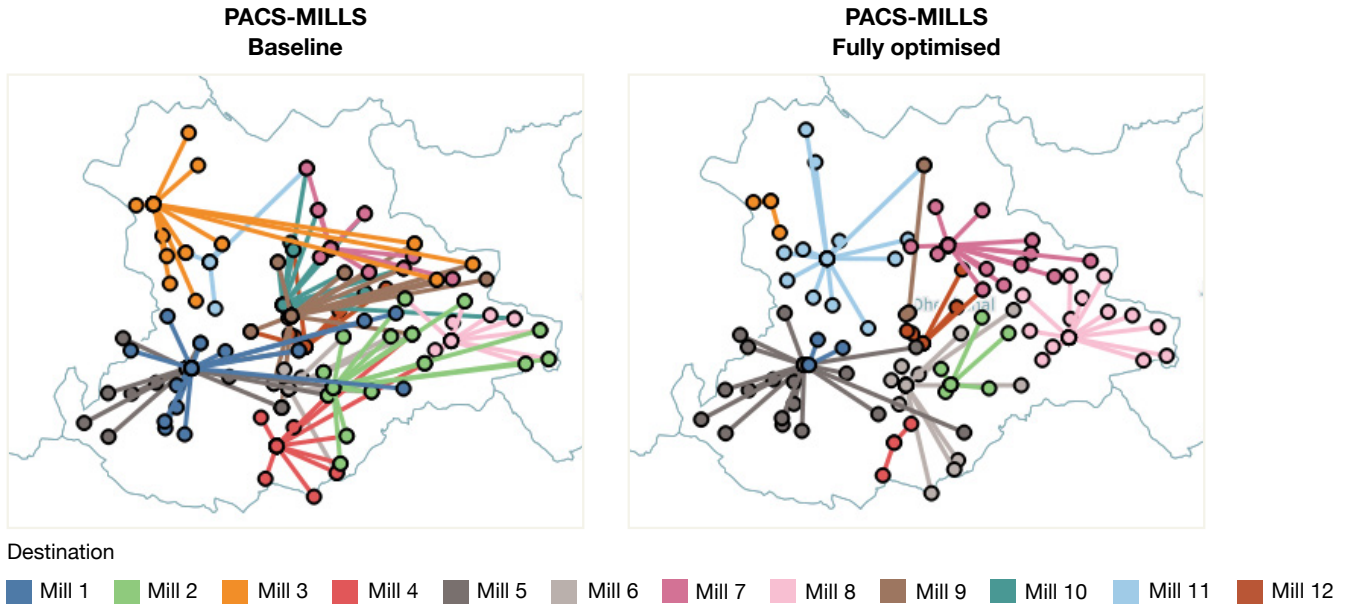 PACS-MILLS
Baseline
PACS-MILLS
Fully optimised
Destination
Mill 1 Mill 2 Mill 3 Mill 4 Mill 5 Mill 6 Mill 7 Mill 8 Mill 9 Mill 10 Mill 11 Mill 12